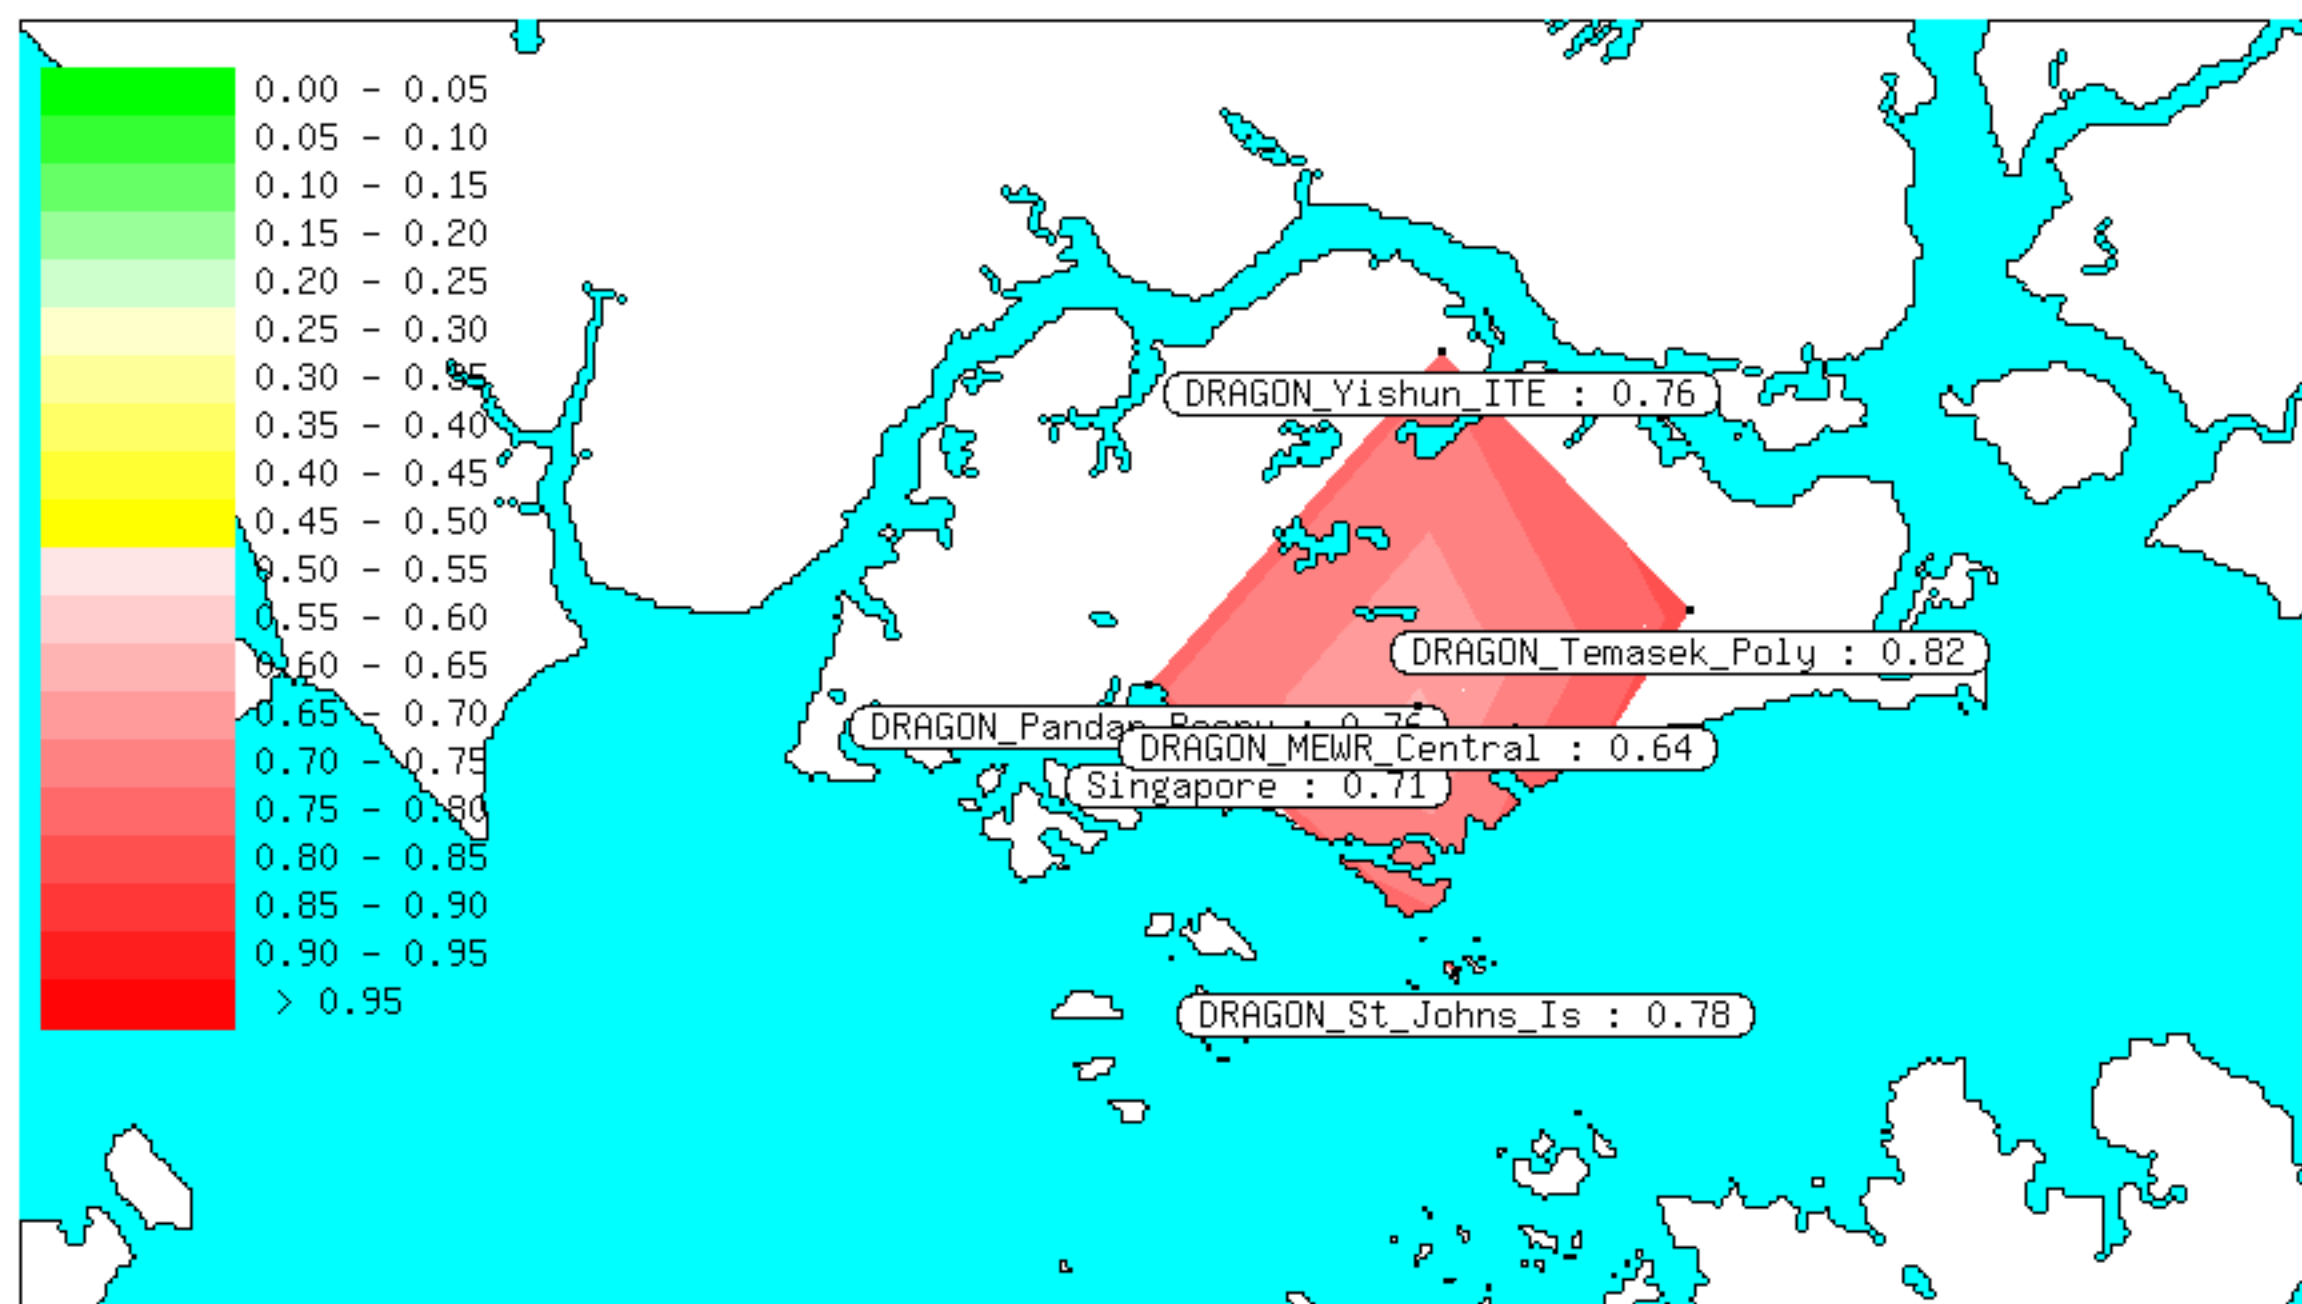 0.00 - 0.05
0.05 - 0.10
0.10 - 0.15
0.15 - 0.20
0.20 - 0.25
0.25 - 0.30
0.30 - 0.35
0.35 - 0.40
0.40 - 0.45
0.45 - 0.50
0.50 - 0.55
0.55 - 0.60
0.60 - 0.65
0.65 - 0.70
0.70 - 0.75
0.75 - 0.80
0.80 - 0.85
0.85 - 0.90
0.90 - 0.95
> 0.95
DRAGON_Yishun_ITE : 0.76
DRAGON_Temasek_Poly : 0.82
: 0.76
DRAGON_MEWR_Central : 0.64
Singapore : 0.71
DRAGON_St_Johns_Is : 0.78